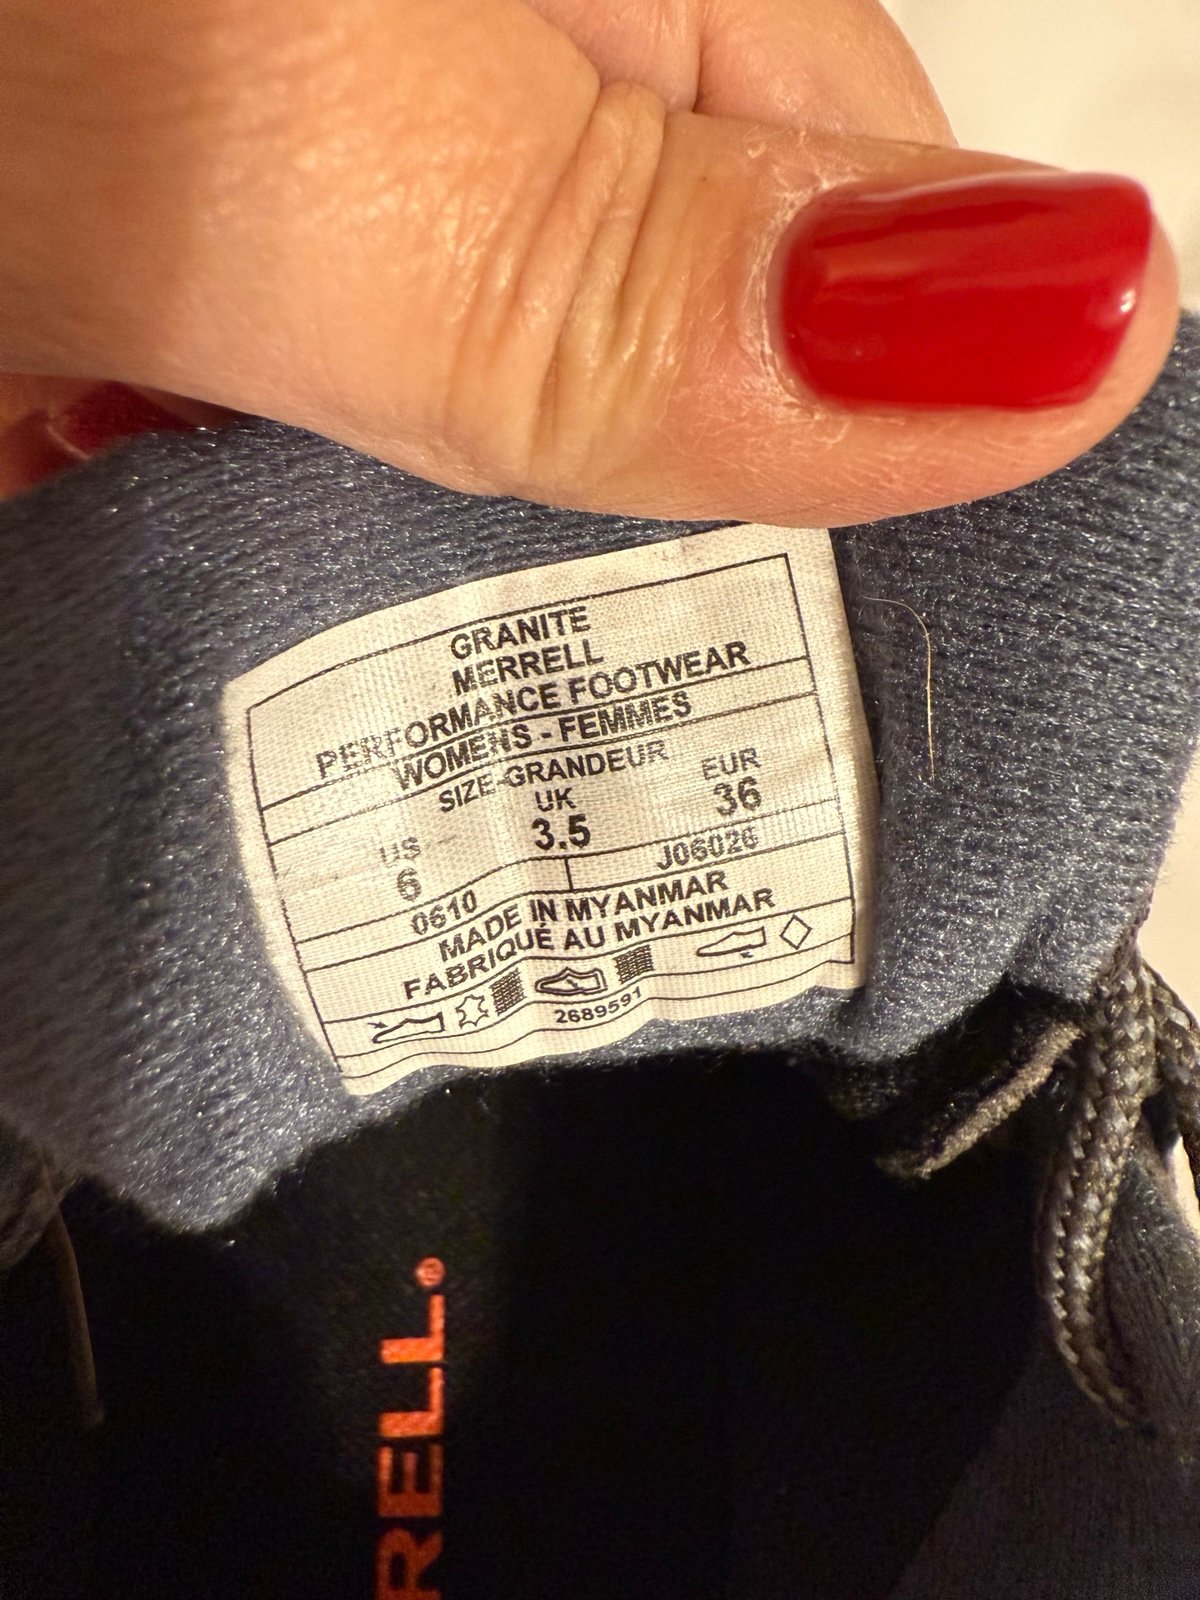 GRANITE
MERRELL
PERFORMANCE FOOTWEAR
WOMENS - FEMMES
SIZE-GRANDEUR
US UK EUR
6 3.5 36
0610 J06026
MADE IN MYANMAR
FABRIQUÉ AU MYANMAR
2689591
RELL®